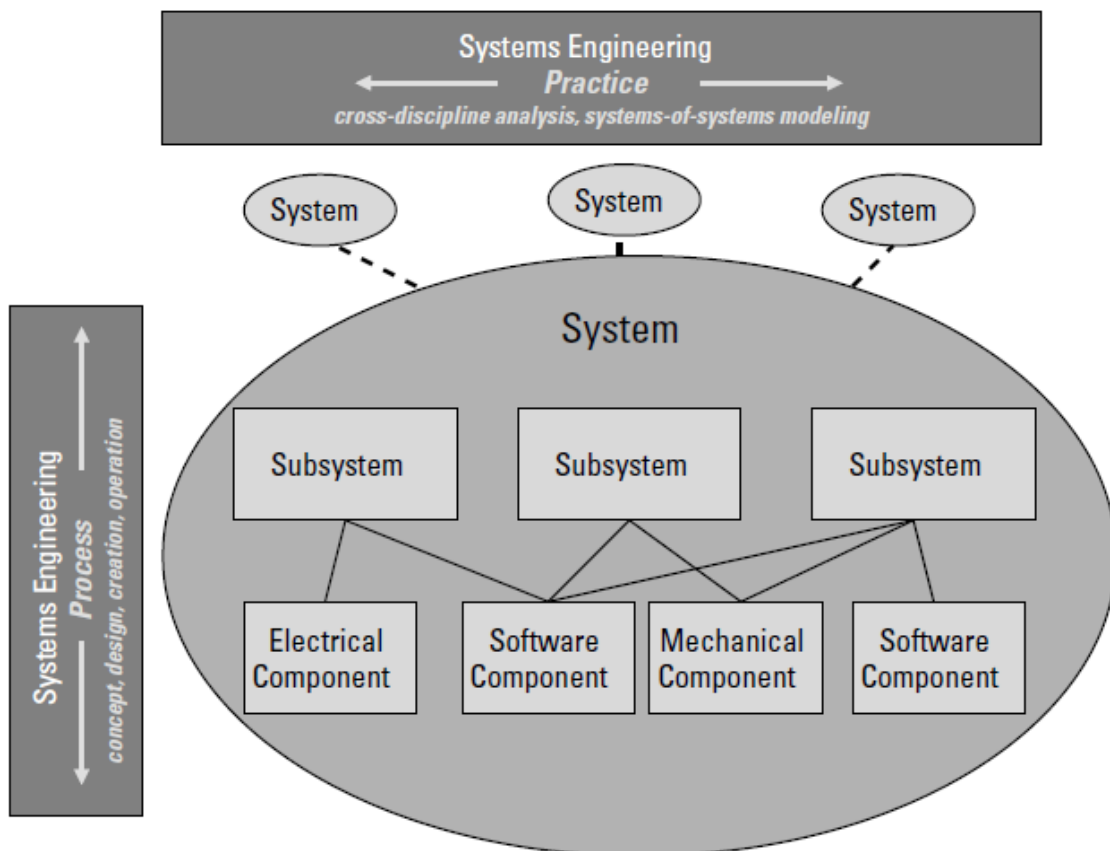 Systems Engineering
Practice
cross-discipline analysis, systems-of-systems modeling
System
System
System
System
Systems Engineering
Process
concept, design, creation, operation
Subsystem
Subsystem
Subsystem
Electrical
Component
Software
Component
Mechanical
Component
Software
Component